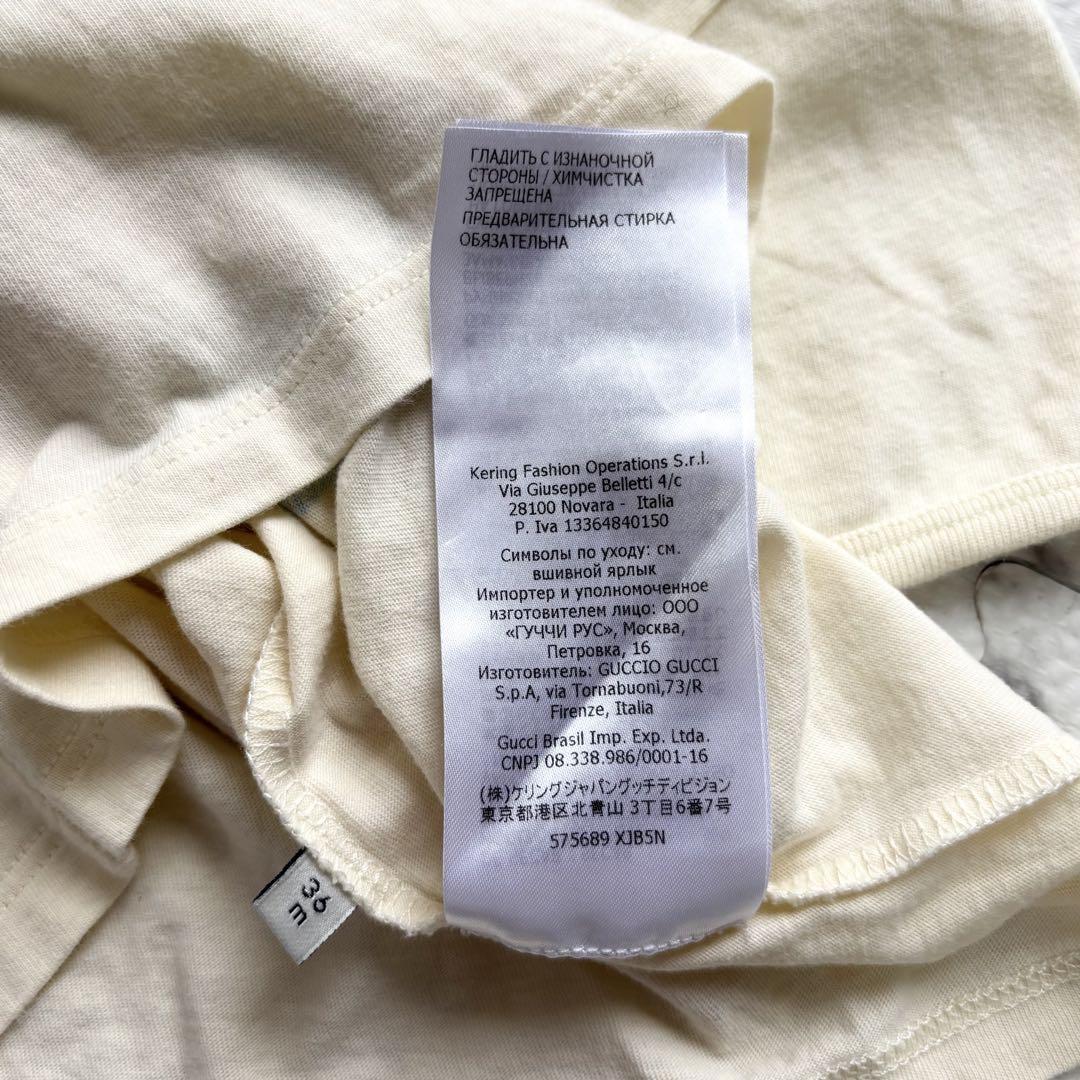 ГЛАДИТЬ С ИЗНАНОЧНОЙ
СТОРОНЫ / ХИМЧИСТКА
ЗАПРЕЩЕНА
ПРЕДВАРИТЕЛЬНАЯ СТИРКА
ОБЯЗАТЕЛЬНА
Kering Fashion Operations S.r.l.
Via Giuseppe Belletti 4/c
28100 Novara - Italia
P. Iva 13364840150
Символы по уходу: см.
вшивной ярлык
Импортер и уполномоченное
изготовителем лицо: ООО
«ГУЧЧИ РУС», Москва,
Петровка, 16
Изготовитель: GUCCIO GUCCI
S.p.A, via Tornabuoni,73/R
Firenze, Italia
Gucci Brasil Imp. Exp. Ltda.
CNPJ 08.338.986/0001-16
(株)ケリングジャパングッチディビジョン
東京都港区北青山 3丁目6番7号
575689 XJB5N
36
m